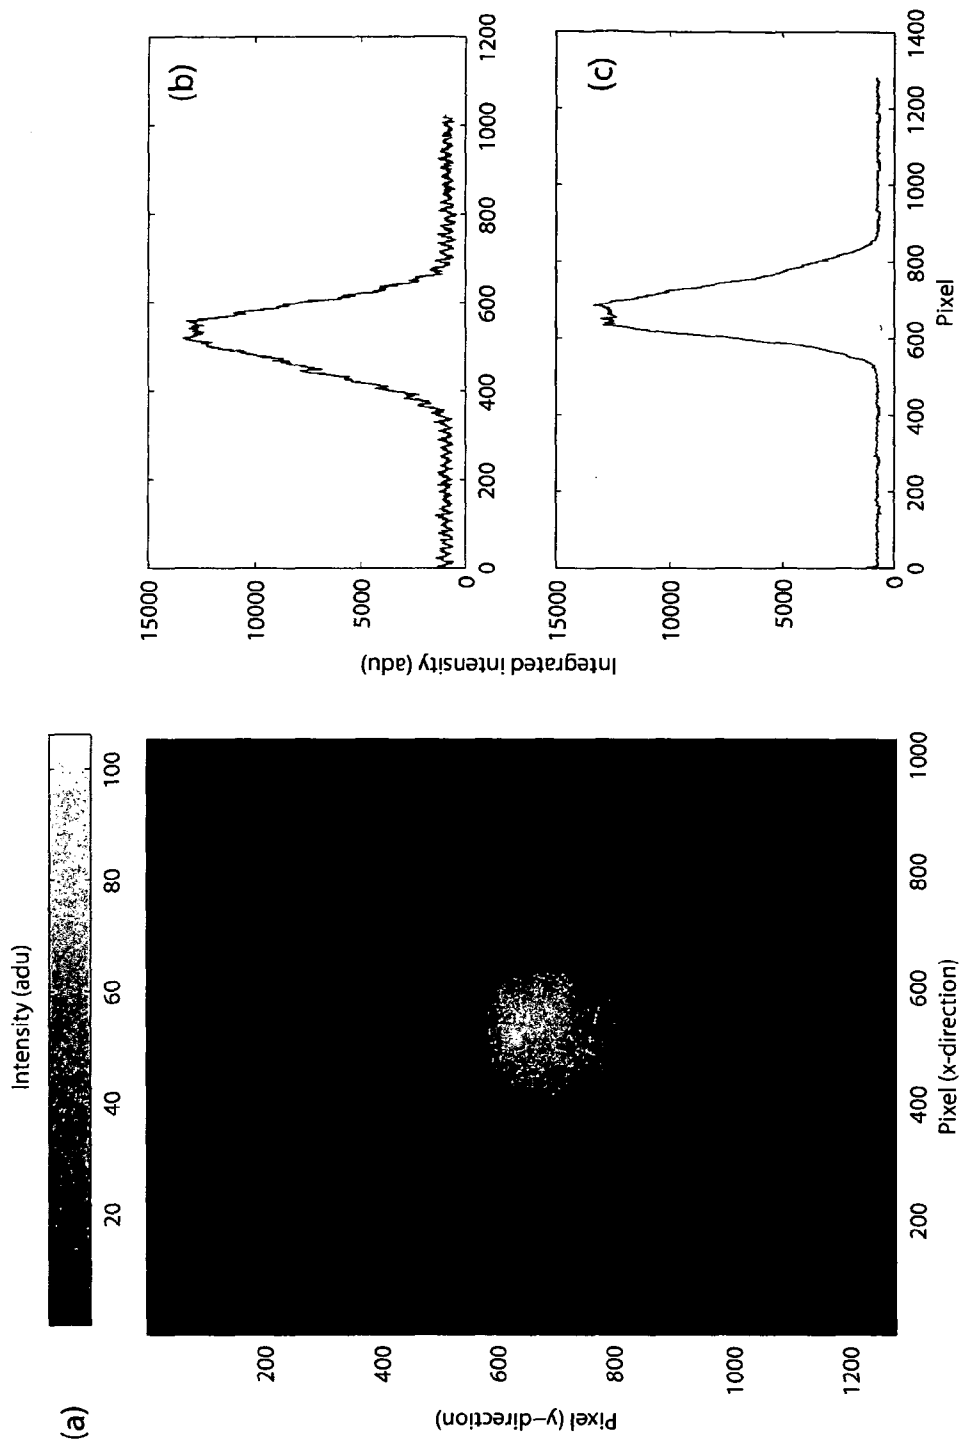 (a)
Intensity (adu)
20 40 60 80 100
200
400
600
800
1000
1200
Pixel (y-direction)
200 400 600 800 1000
Pixel (x-direction)
(b)
15000
10000
5000
0
0 200 400 600 800 1000 1200
Integrated intensity (adu)
(c)
15000
10000
5000
0
0 200 400 600 800 1000 1200 1400
Pixel